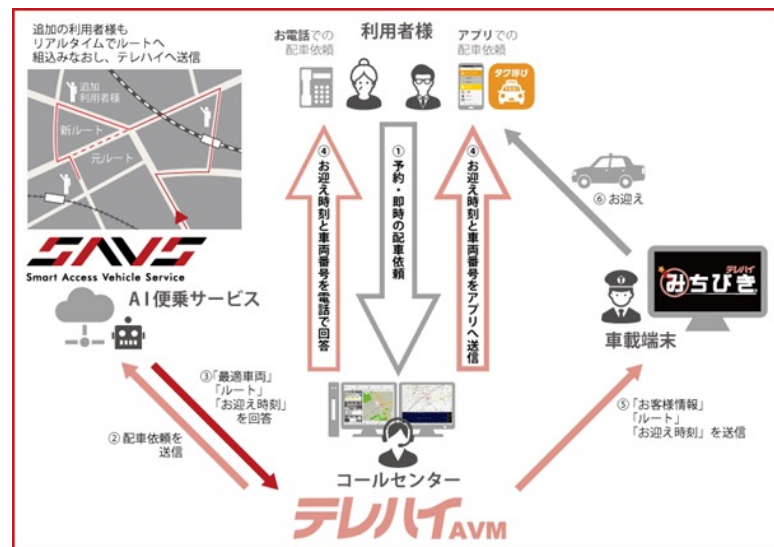 追加の利用者様も
リアルタイムでルートへ
組込みなおし、テレハイへ送信
追加
利用者様
新ルート
元ルート
SAVS
Smart Access Vehicle Service
AI便乗サービス
お電話での
配車依頼
利用者様
アプリでの
配車依頼
タク呼び
④お迎え時刻と車両番号を電話で回答
①予約・即時の配車依頼
④お迎え時刻と車両番号をアプリへ送信
⑥お迎え
テレハイ
みちびき
車載端末
③「最適車両」
「ルート」
「お迎え時刻」
を回答
②配車依頼を
送信
⑤「お客様情報」
「ルート」
「お迎え時刻」を送信
コールセンター
テレハイAVM